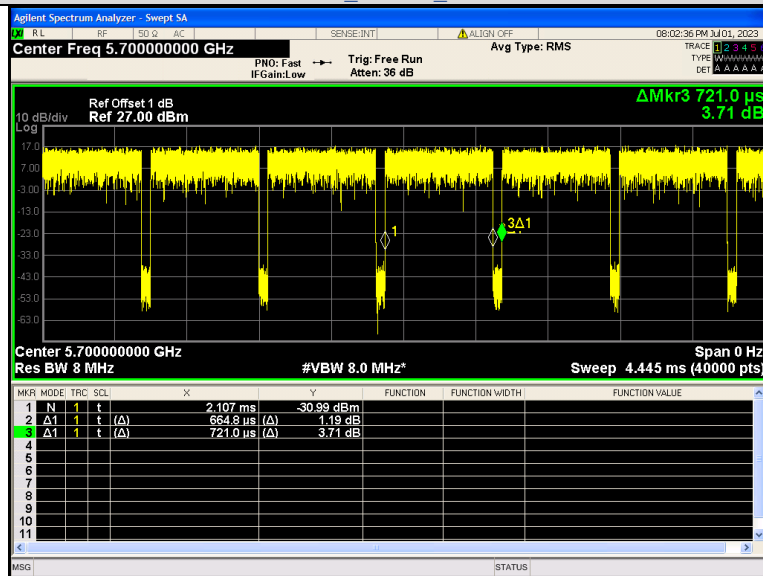 Agilent Spectrum Analyzer - Swept SA
LXI RL RF 50 Ω AC SENSE:INT ALIGN OFF 08:02:36 PM Jul 01, 2023
Center Freq 5.700000000 GHz
PNO: Fast
IFGain:Low
Trig: Free Run
Atten: 36 dB
Avg Type: RMS
TRACE 1 2 3 4 5
TYPE W
DET A A A A A
ΔMkr3 721.0 µs
3.71 dB
Ref Offset 1 dB
10 dB/div Ref 27.00 dBm
Log
17.0
7.00
-3.00
-13.0
-23.0
-33.0
-43.0
-53.0
-63.0
1
3Δ1
Center 5.700000000 GHz Span 0 Hz
Res BW 8 MHz #VBW 8.0 MHz* Sweep 4.445 ms (40000 pts)
MKR MODE TRC SCL X Y FUNCTION FUNCTION WIDTH FUNCTION VALUE
1 N 1 t 2.107 ms -30.99 dBm
2 Δ1 1 t (Δ) 664.8 µs (Δ) 1.19 dB
3 Δ1 1 t (Δ) 721.0 µs (Δ) 3.71 dB
4
5
6
7
8
9
10
11
MSG STATUS